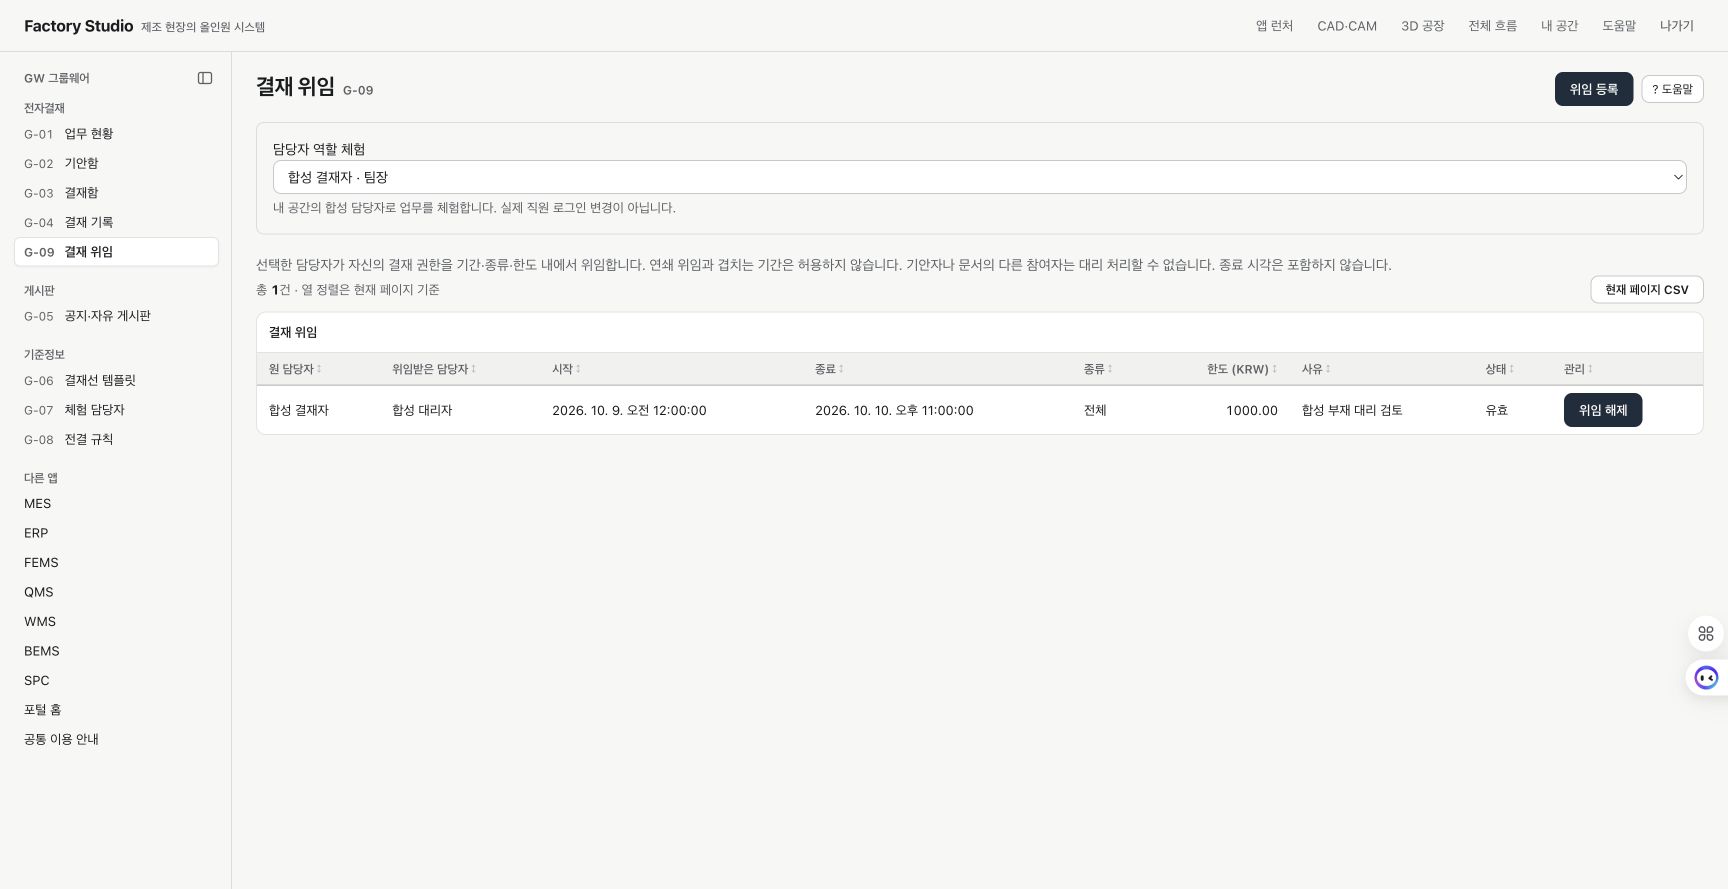 Factory Studio 제조 현장의 올인원 시스템
앱 런처 CAD·CAM 3D 공장 전체 흐름 내 공간 도움말 나가기
GW 그룹웨어
전자결재
G-01 업무 현황
G-02 기안함
G-03 결재함
G-04 결재 기록
G-09 결재 위임
게시판
G-05 공지·자유 게시판
기준정보
G-06 결재선 템플릿
G-07 체험 담당자
G-08 전결 규칙
다른 앱
MES
ERP
FEMS
QMS
WMS
BEMS
SPC
포털 홈
공통 이용 안내
결재 위임 G-09
위임 등록 ? 도움말
담당자 역할 체험
합성 결재자 · 팀장
내 공간의 합성 담당자로 업무를 체험합니다. 실제 직원 로그인 변경이 아닙니다.
선택한 담당자가 자신의 결재 권한을 기간·종류·한도 내에서 위임합니다. 연쇄 위임과 겹치는 기간은 허용하지 않습니다. 기안자나 문서의 다른 참여자는 대리 처리할 수 없습니다. 종료 시각은 포함하지 않습니다.
총 1건 · 열 정렬은 현재 페이지 기준
현재 페이지 CSV
결재 위임
원 담당자↕ 위임받은 담당자↕ 시작↕ 종료↕ 종류↕ 한도 (KRW)↕ 사유↕ 상태↕ 관리↕
합성 결재자 합성 대리자 2026. 10. 9. 오전 12:00:00 2026. 10. 10. 오후 11:00:00 전체 1000.00 합성 부재 대리 검토 유효 위임 해제